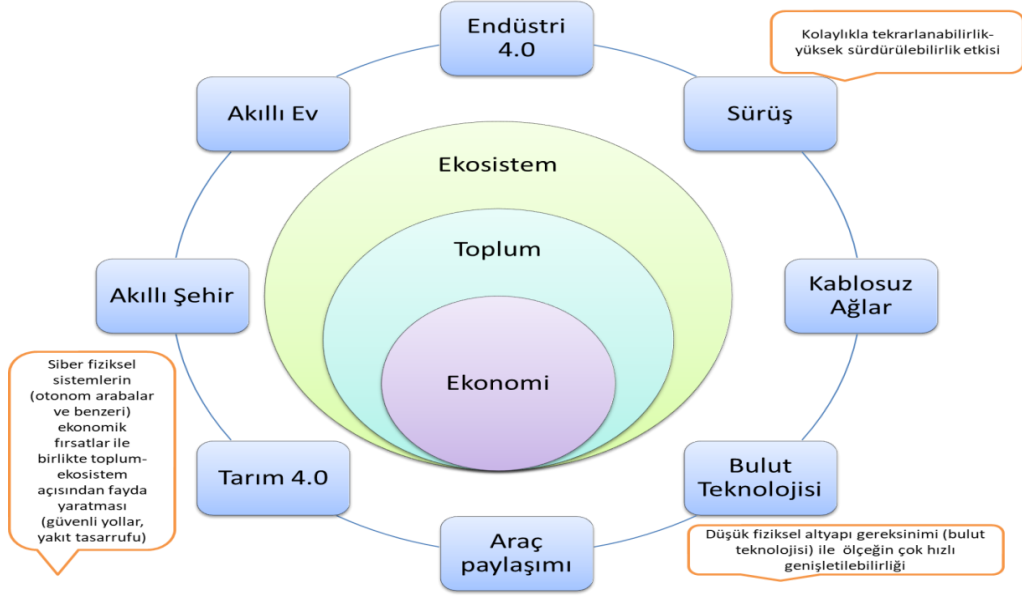 Endüstri
4.0
Kolaylıkla tekrarlanabilirlik-
yüksek sürdürülebilirlik etkisi
Akıllı Ev
Sürüş
Ekosistem
Toplum
Akıllı Şehir
Kablosuz
Ağlar
Ekonomi
Siber fiziksel
sistemlerin
(otonom arabalar
ve benzeri)
ekonomik
fırsatlar ile
birlikte toplum-
ekosistem
açısından fayda
yaratması
(güvenli yollar,
yakıt tasarrufu)
Tarım 4.0
Bulut
Teknolojisi
Araç
paylaşımı
Düşük fiziksel altyapı gereksinimi (bulut
teknolojisi) ile ölçeğin çok hızlı
genişletilebilirliği